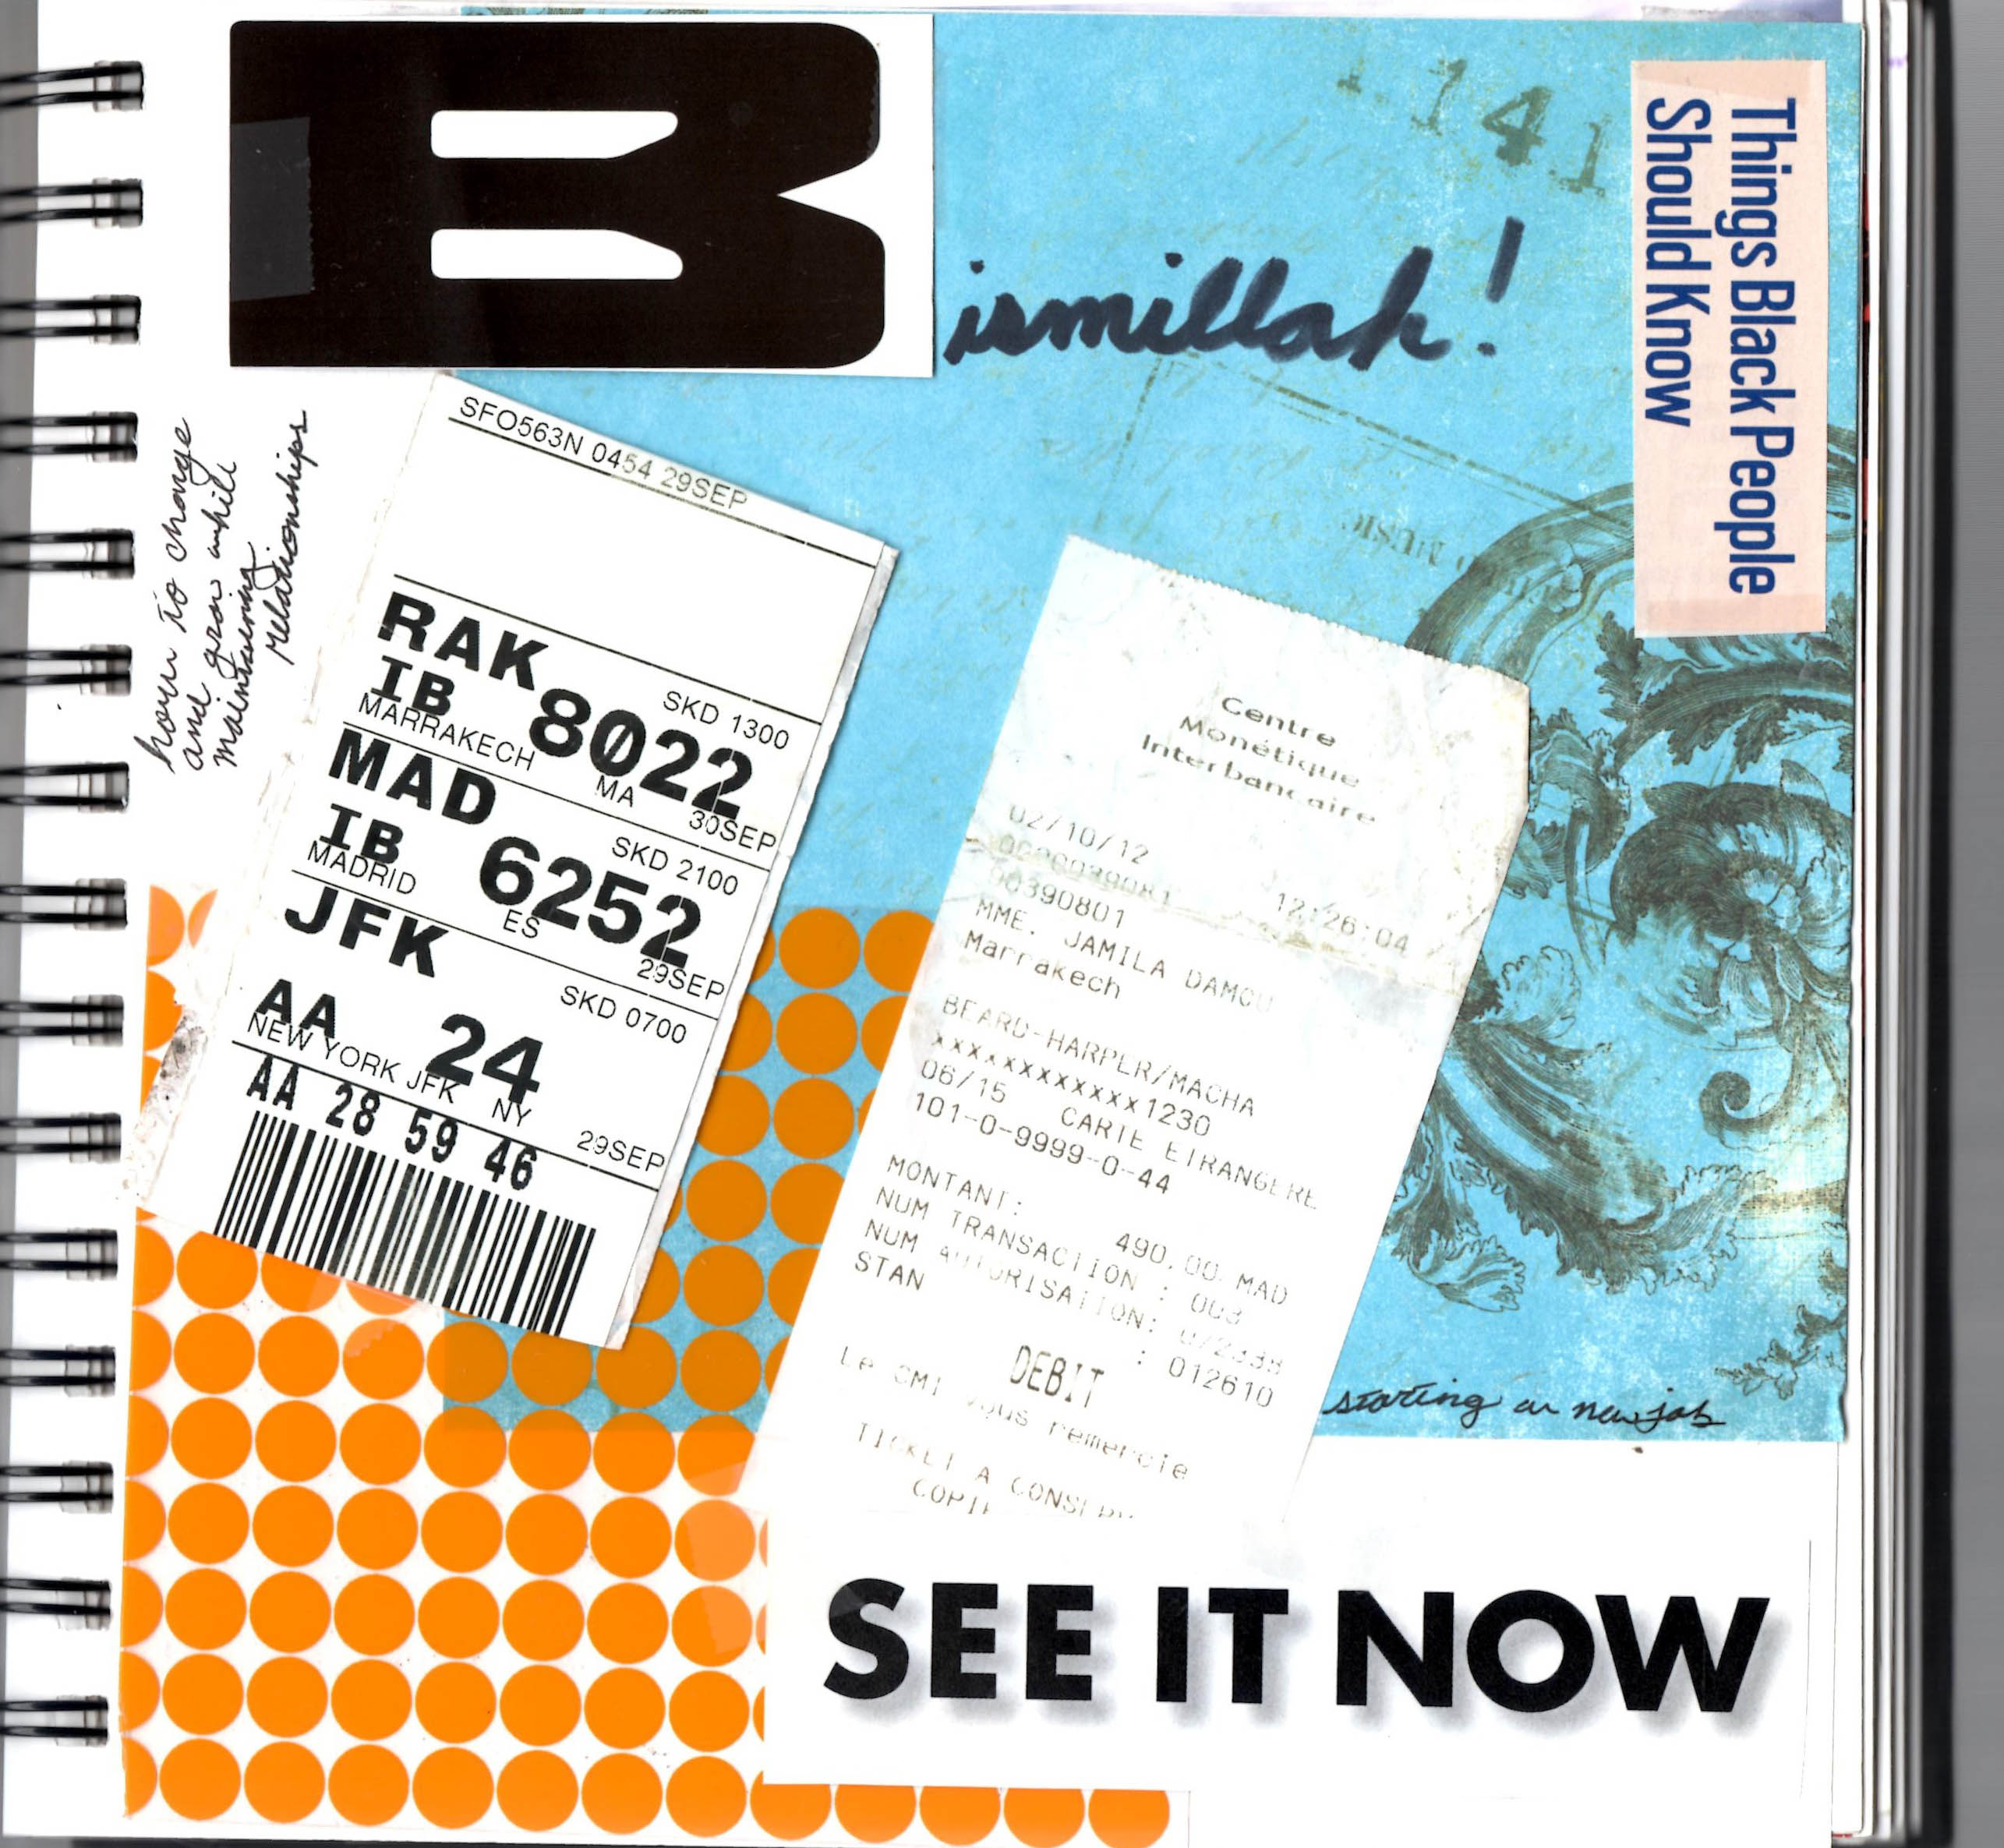 Bismillah!
1 141 1
Things Black People
Should Know
how to change
and grow while
maintaining
relationships
SFO563N 0454 29SEP
RAK
SKD 1300
IB 8022
MARRAKECH MA 30SEP
MAD
SKD 2100
IB 6252
MADRID ES 29SEP
JFK
SKD 0700
AA 24
NEW YORK JFK NY 29SEP
AA 28 59 46
MUSIC
Centre
Monétique
Interbancaire
02/10/12 12:26:04
00390801
MME. JAMILA DAMOU
Marrakech
BEARD-HARPER/MACHA
xxxxxxxxxxxx1230
06/15 CARTE ETRANGERE
101-0-9999-0-44
MONTANT: 490.00 MAD
NUM TRANSACTION : 003
NUM AUTORISATION:
STAN : 012610
DEBIT
Le CMI vous remercie
TICKET A CONSERV
COPIE
starting a new job
SEE IT NOW